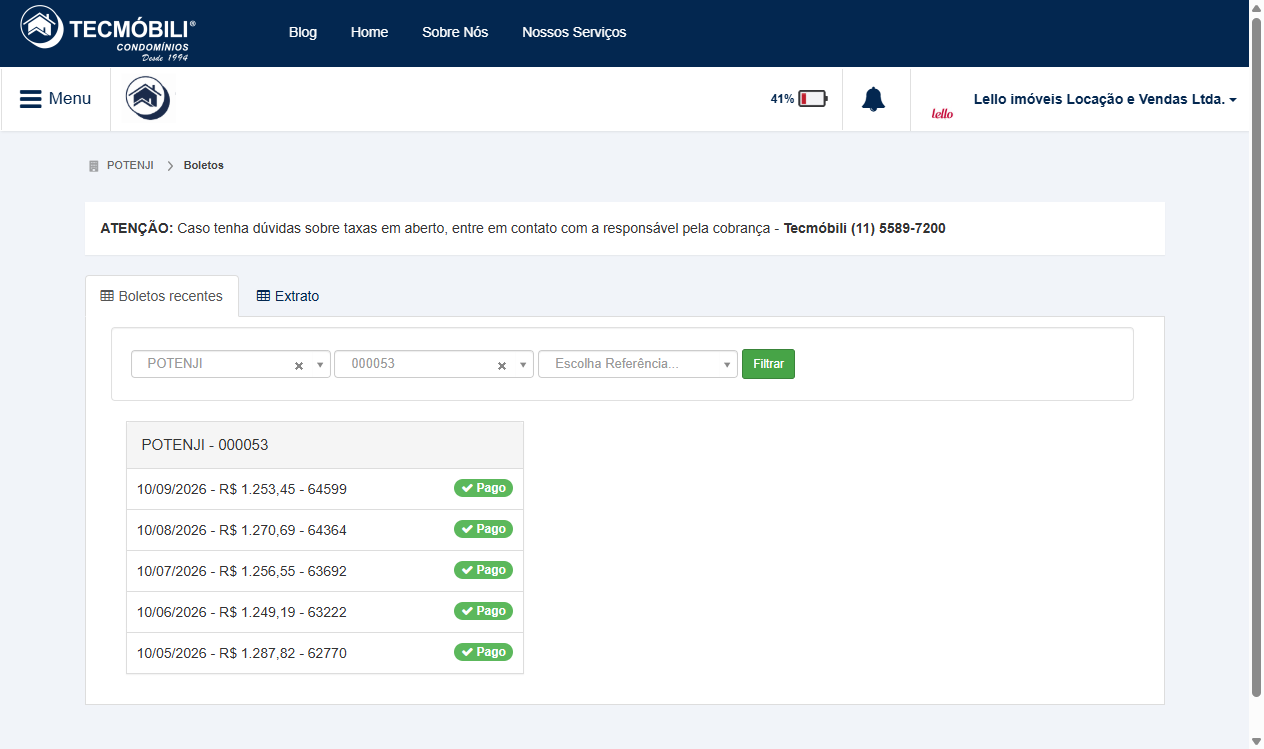 TECMÓBILI®
CONDOMÍNIOS
Desde 1994
Blog Home Sobre Nós Nossos Serviços
Menu
41%
lello
Lello imóveis Locação e Vendas Ltda.
POTENJI > Boletos
ATENÇÃO: Caso tenha dúvidas sobre taxas em aberto, entre em contato com a responsável pela cobrança - Tecmóbili (11) 5589-7200
Boletos recentes Extrato
POTENJI × 000053 × Escolha Referência... Filtrar
POTENJI - 000053
10/09/2026 - R$ 1.253,45 - 64599 Pago
10/08/2026 - R$ 1.270,69 - 64364 Pago
10/07/2026 - R$ 1.256,55 - 63692 Pago
10/06/2026 - R$ 1.249,19 - 63222 Pago
10/05/2026 - R$ 1.287,82 - 62770 Pago